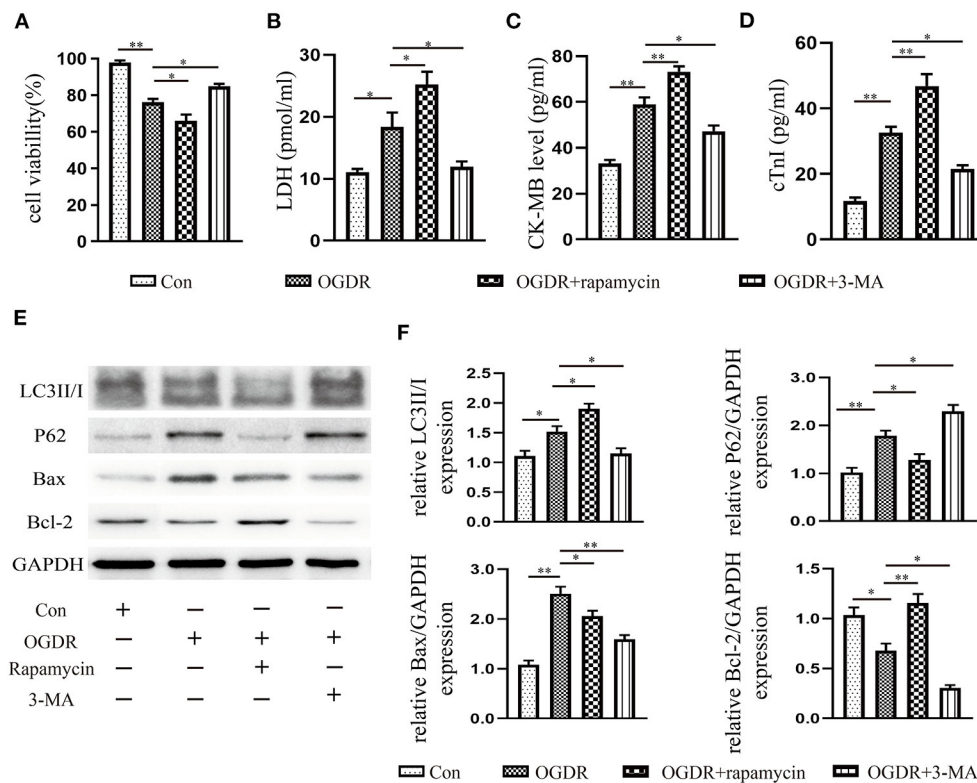 A
B
C
D
cell viabillity(%)
100
80
60
40
20
0
**
*
*
LDH (pmol/ml)
30
20
10
0
*
*
*
CK-MB level (pg/ml)
80
60
40
20
0
**
**
*
cTnI (pg/ml)
60
40
20
0
**
**
*
Con OGDR OGDR+rapamycin OGDR+3-MA
E
LC3II/I
P62
Bax
Bcl-2
GAPDH
Con + − − −
OGDR − + + +
Rapamycin − − + −
3-MA − − − +
F
relative LC3II/I
expression
2.5
2.0
1.5
1.0
0.0
*
*
*
relative P62/GAPDH
expression
3.0
2.0
1.0
0.0
**
*
*
relative Bax/GAPDH
expression
3.0
2.0
1.0
0.0
**
*
**
relative Bcl-2/GAPDH
expression
1.5
1.0
0.5
0.0
*
**
*
Con OGDR OGDR+rapamycin OGDR+3-MA